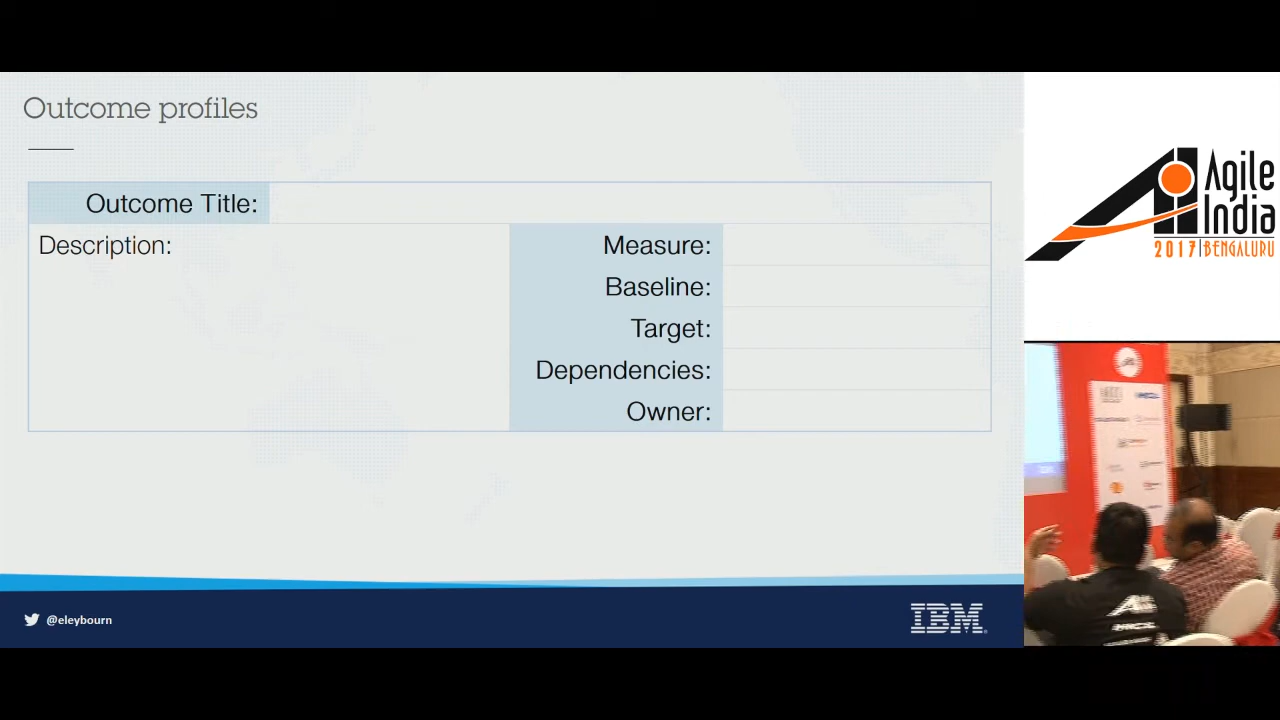 Outcome profiles
Outcome Title:
Description:
Measure:
Baseline:
Target:
Dependencies:
Owner:
@eleybourn
IBM
Agile
India
2017 | BENGALURU